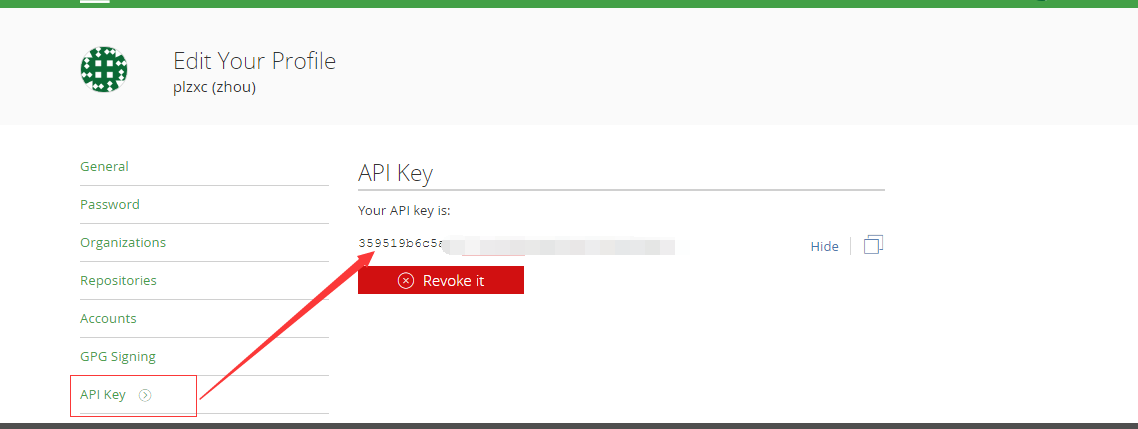 Edit Your Profile
plzxc (zhou)
General
Password
Organizations
Repositories
Accounts
GPG Signing
API Key
API Key
Your API key is:
359519b6c5a
Hide
Revoke it